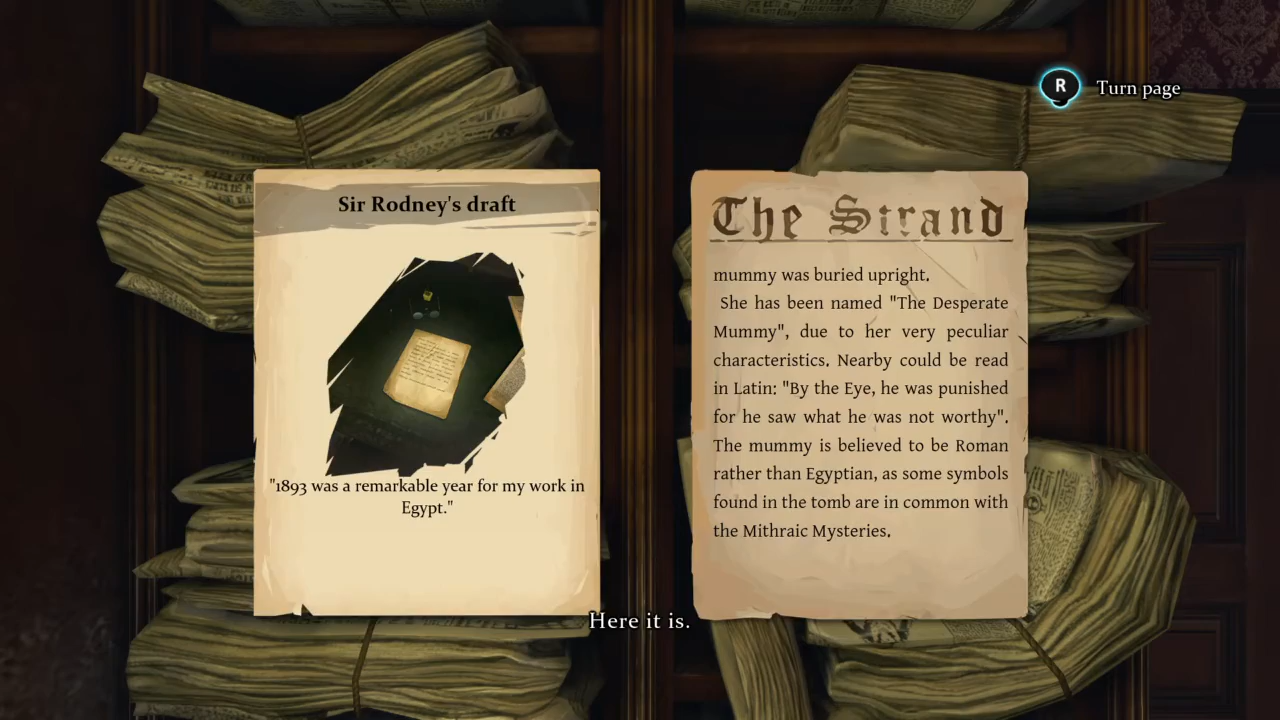 R Turn page
Sir Rodney's draft
"1893 was a remarkable year for my work in
Egypt."
The Strand
mummy was buried upright.
She has been named "The Desperate
Mummy", due to her very peculiar
characteristics. Nearby could be read
in Latin: "By the Eye, he was punished
for he saw what he was not worthy".
The mummy is believed to be Roman
rather than Egyptian, as some symbols
found in the tomb are in common with
the Mithraic Mysteries.
Here it is.